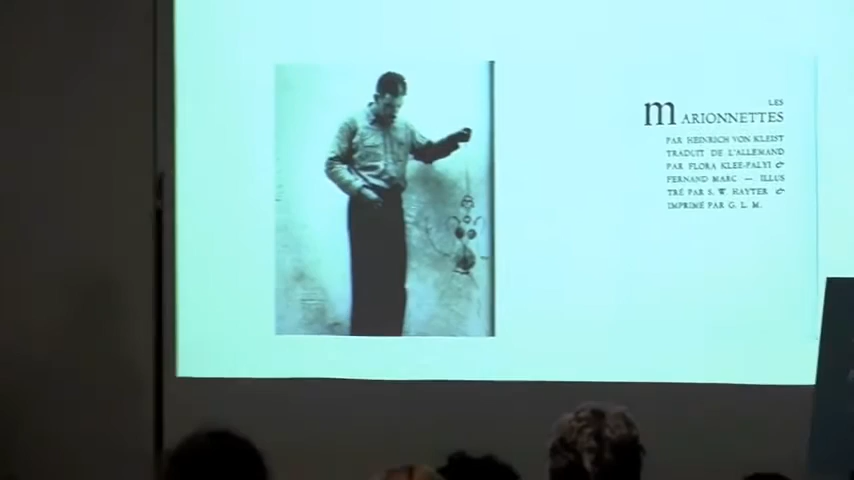 LES
MARIONNETTES
PAR HEINRICH VON KLEIST
TRADUIT DE L'ALLEMAND
PAR FLORA KLEE-PALYI &
FERNAND MARC — ILLUS
TRÉ PAR S. W HAYTER &
IMPRIMÉ PAR G. L. M.